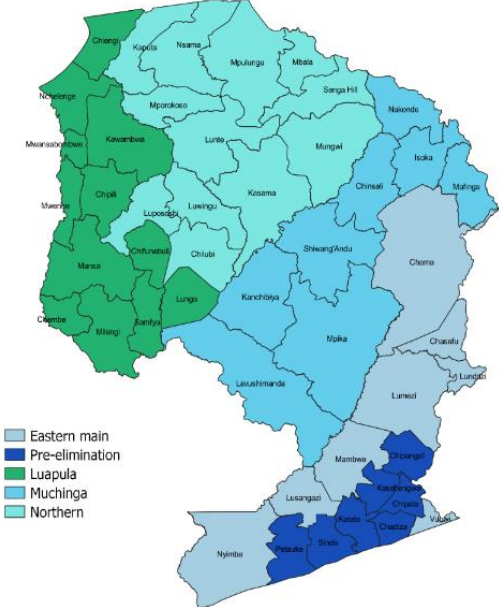 Chiengi
Kaputa
Nsama
Mpulungu
Mbala
Senga Hill
Nchelenge
Mporokoso
Nakonde
Mwansabombwe
Kawambwa
Lunte
Mungwi
Isoka
Mafinga
Chinsali
Kasama
Mwense
Chipili
Luwingu
Lupososhi
Shiwang'Andu
Chifunabuli
Chilubi
Chama
Mansa
Lunga
Kanchibiya
Chembe
Milengi
Samfya
Mpika
Chasefu
Lundazi
Lavushimanda
Lumezi
Eastern main
Pre-elimination
Luapula
Muchinga
Northern
Mambwe
Chipangali
Kasenengwa
Lusangazi
Chipata
Katete
Chadiza
Vubwi
Nyimba
Petauke
Sinda